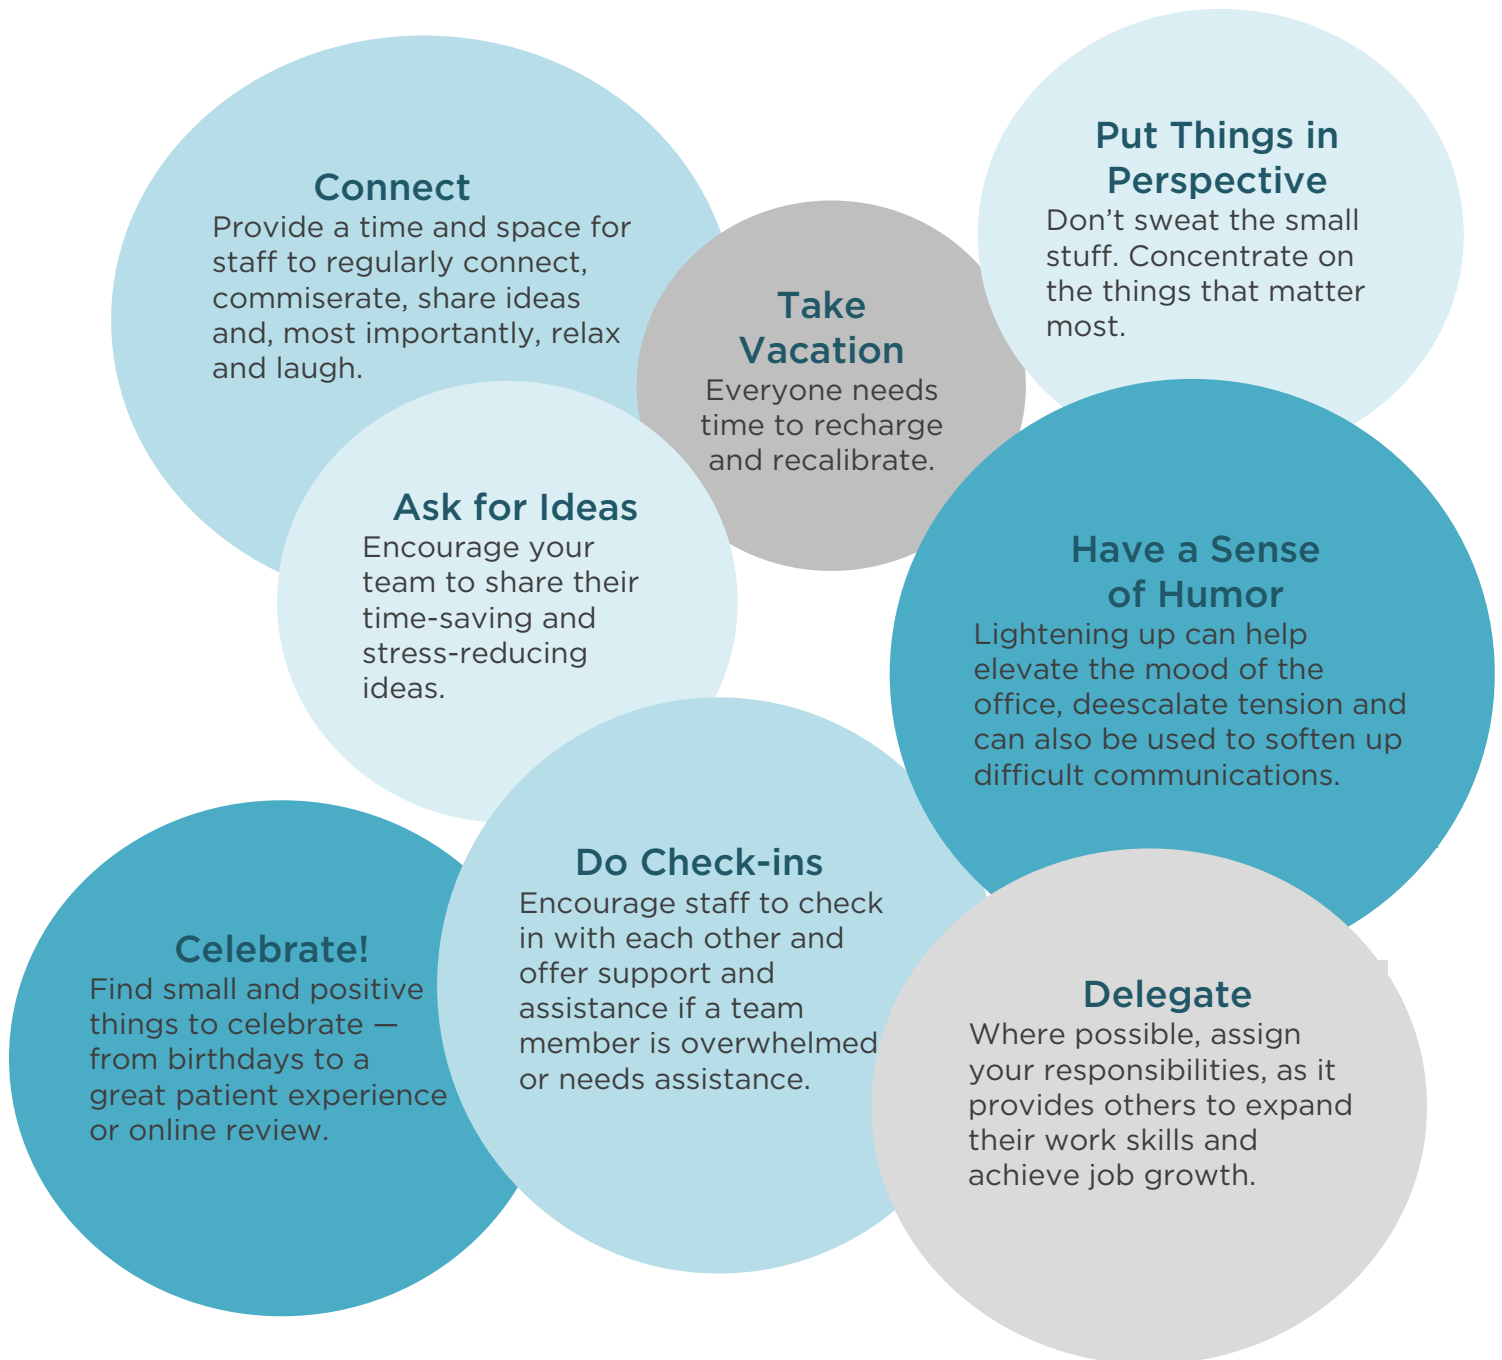 Connect
Provide a time and space for
staff to regularly connect,
commiserate, share ideas
and, most importantly, relax
and laugh.
Take
Vacation
Everyone needs
time to recharge
and recalibrate.
Put Things in
Perspective
Don’t sweat the small
stuff. Concentrate on
the things that matter
most.
Ask for Ideas
Encourage your
team to share their
time-saving and
stress-reducing
ideas.
Have a Sense
of Humor
Lightening up can help
elevate the mood of the
office, deescalate tension and
can also be used to soften up
difficult communications.
Celebrate!
Find small and positive
things to celebrate —
from birthdays to a
great patient experience
or online review.
Do Check-ins
Encourage staff to check
in with each other and
offer support and
assistance if a team
member is overwhelmed
or needs assistance.
Delegate
Where possible, assign
your responsibilities, as it
provides others to expand
their work skills and
achieve job growth.